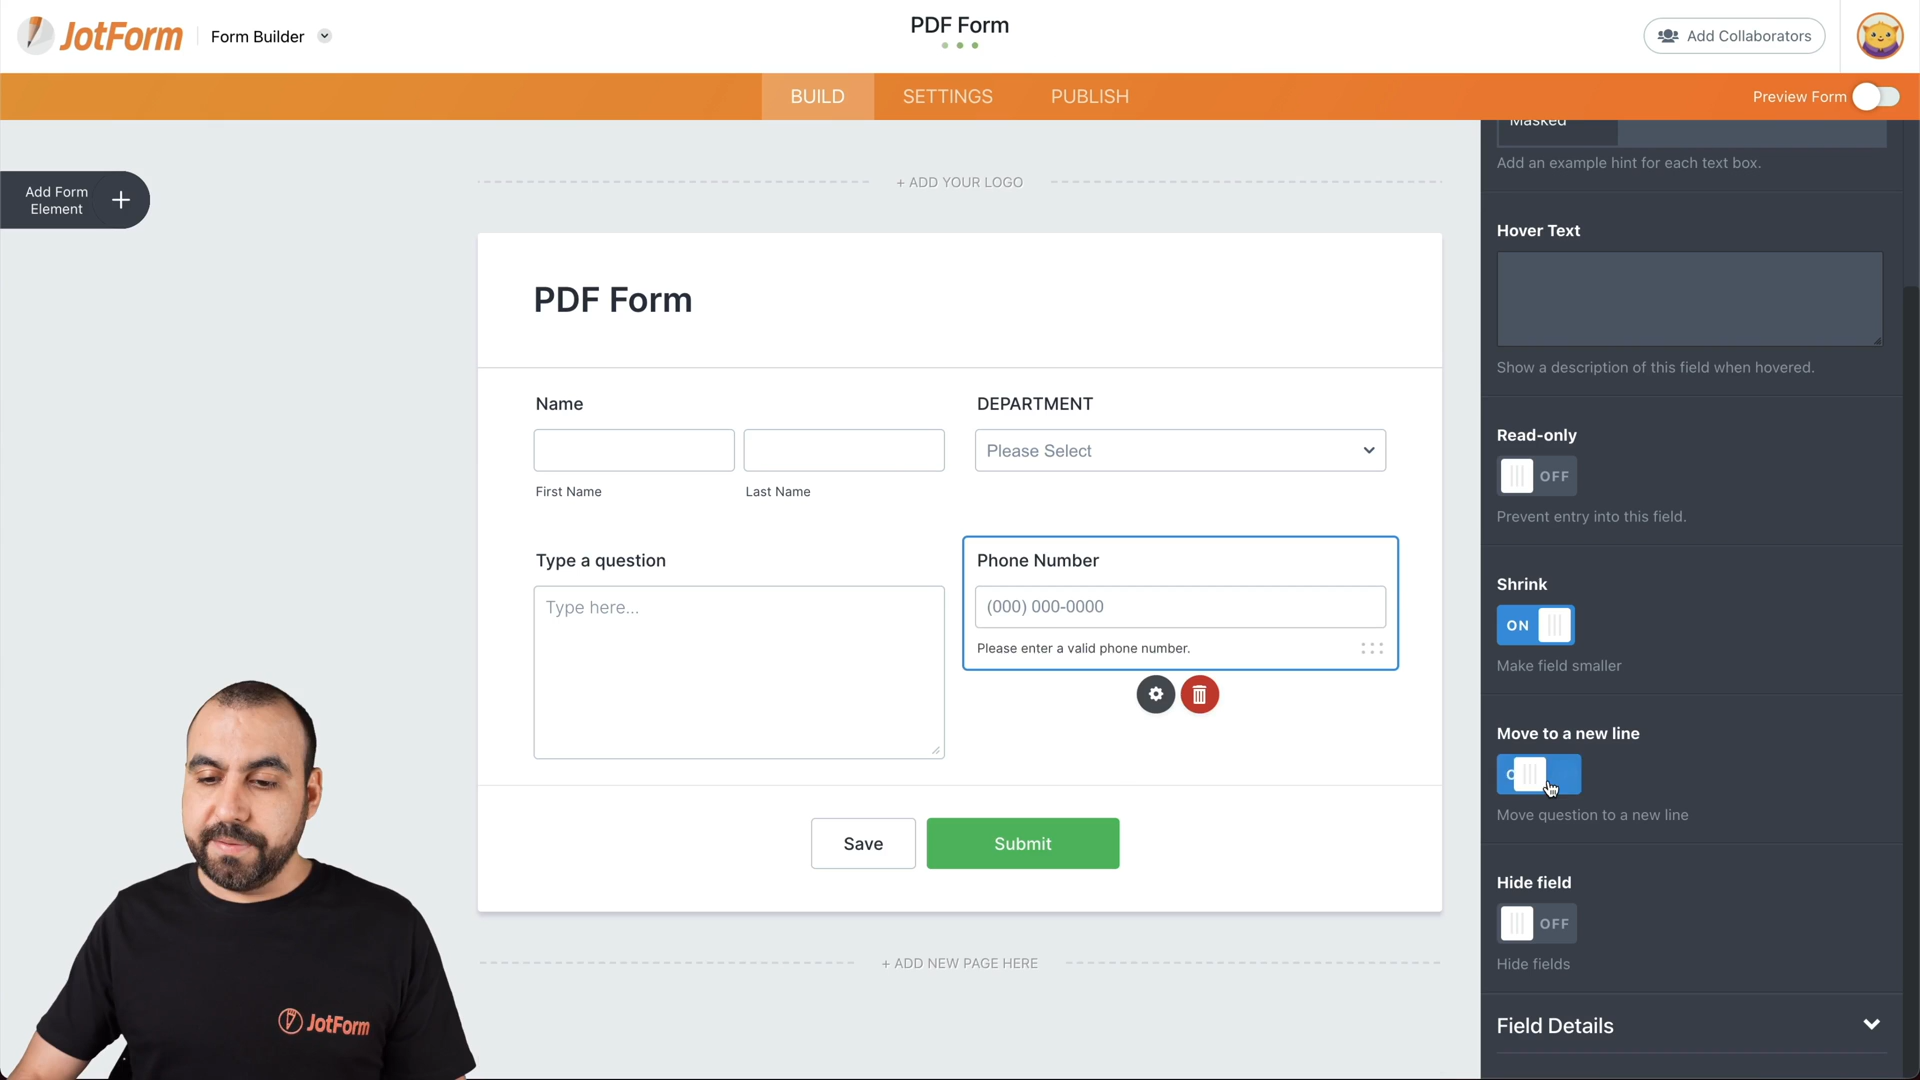 JotForm
Form Builder
PDF Form
Add Collaborators
BUILD
SETTINGS
PUBLISH
Preview Form
Add Form
Element
+ ADD YOUR LOGO
PDF Form
Name
First Name
Last Name
DEPARTMENT
Please Select
Type a question
Type here...
Phone Number
(000) 000-0000
Please enter a valid phone number.
Save
Submit
+ ADD NEW PAGE HERE
Masked
Add an example hint for each text box.
Hover Text
Show a description of this field when hovered.
Read-only
OFF
Prevent entry into this field.
Shrink
ON
Make field smaller
Move to a new line
Move question to a new line
Hide field
OFF
Hide fields
Field Details
JotForm